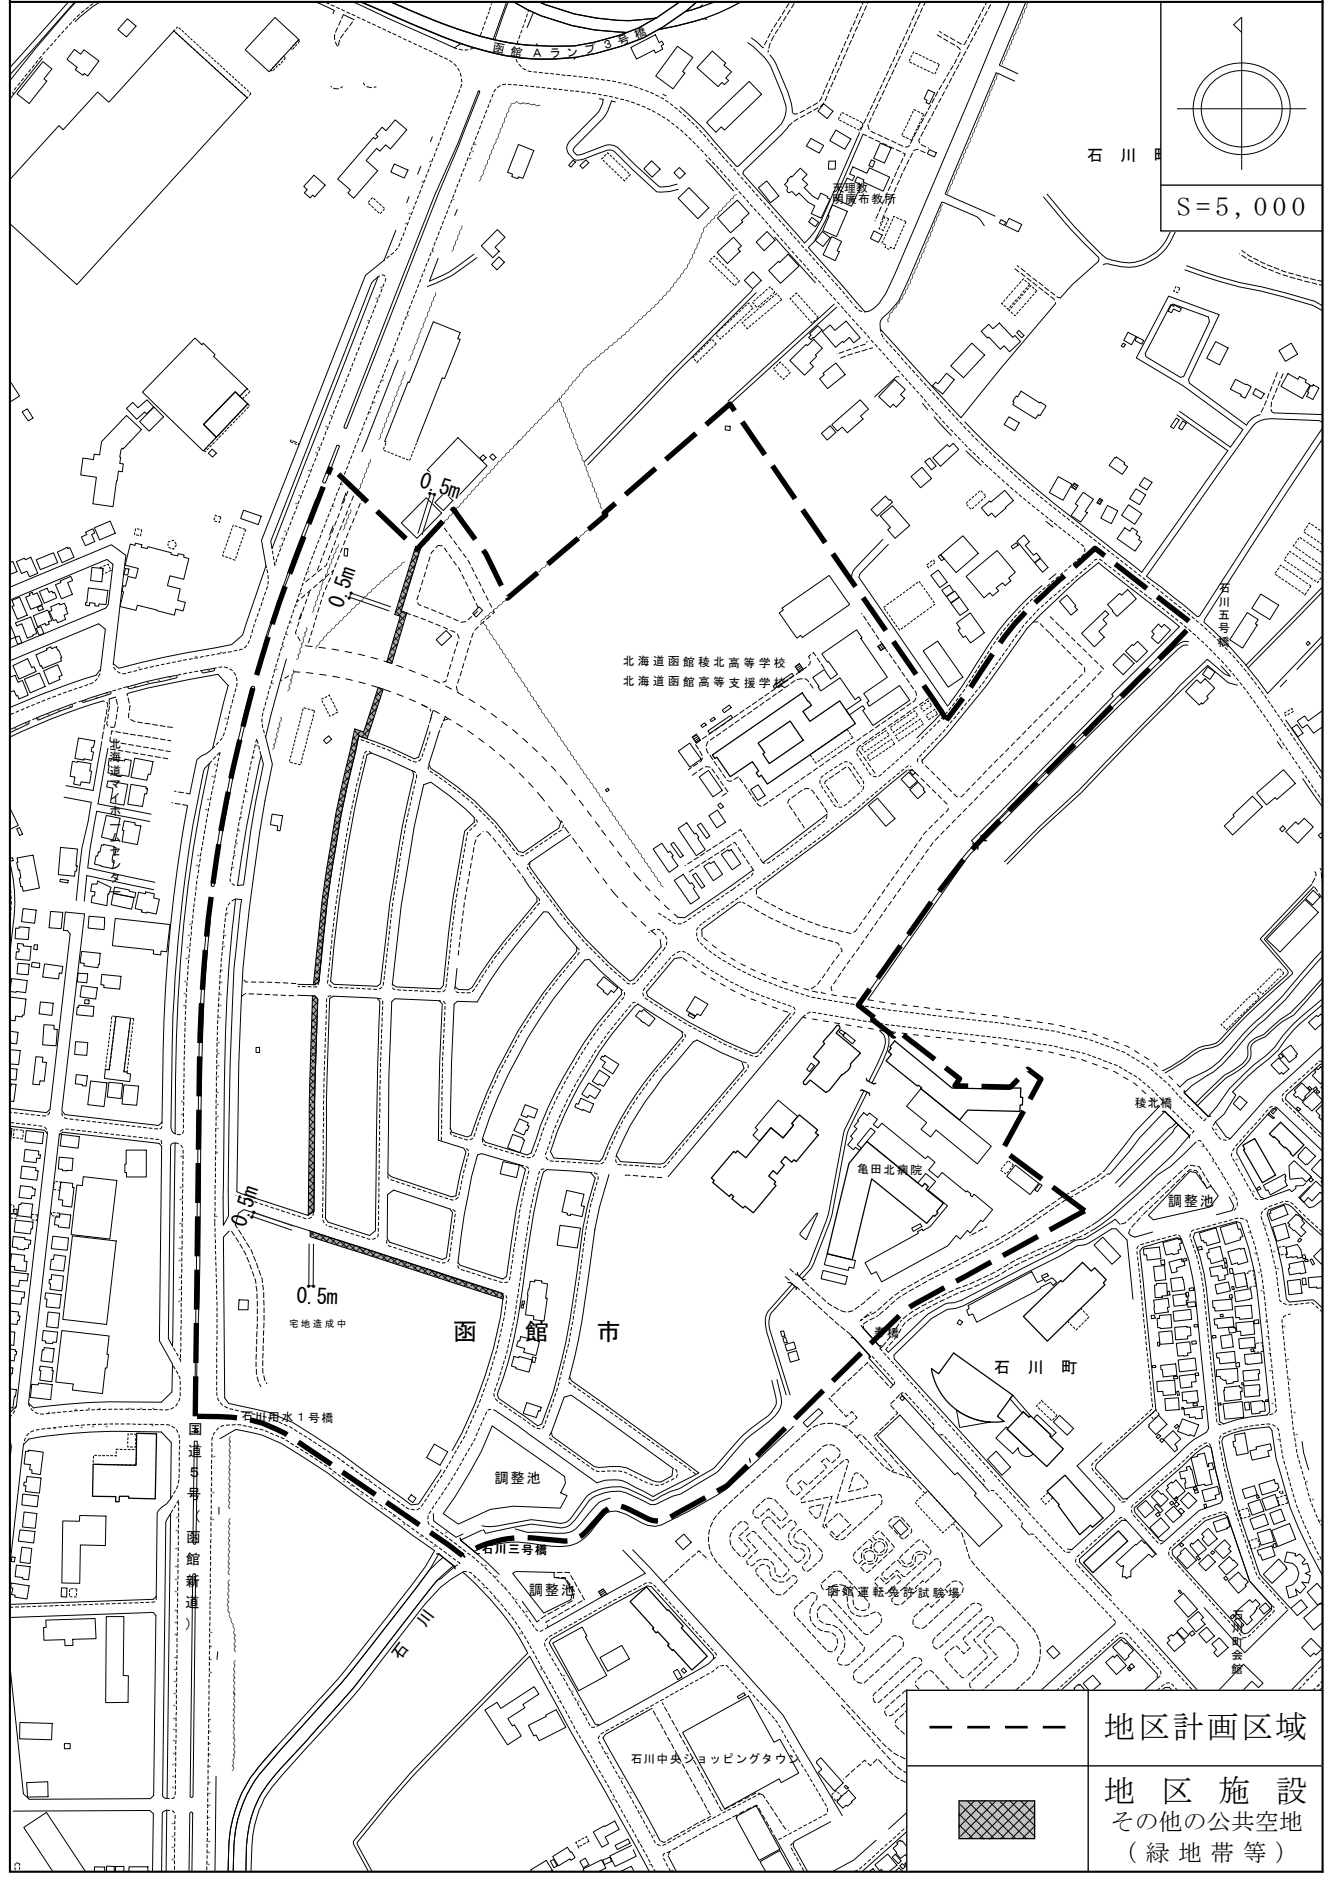 函館Aランプ3号橋
石川町
S=5,000
天理教
明廣布教所
0.5m
0.5m
石川五号橋
北海道函館稜北高等学校
北海道函館高等支援学校
北海道マイホームセンター
稜北橋
亀田北病院
調整池
0.5m
0.5m
宅地造成中
函館市
石川町
石川用水1号橋
国道5号(函館新道)
調整池
石川三号橋
調整池
函館運転免許試験場
石川
石川町会館
石川中央ショッピングタウン
地区計画区域
地区施設
その他の公共空地
(緑地帯等)